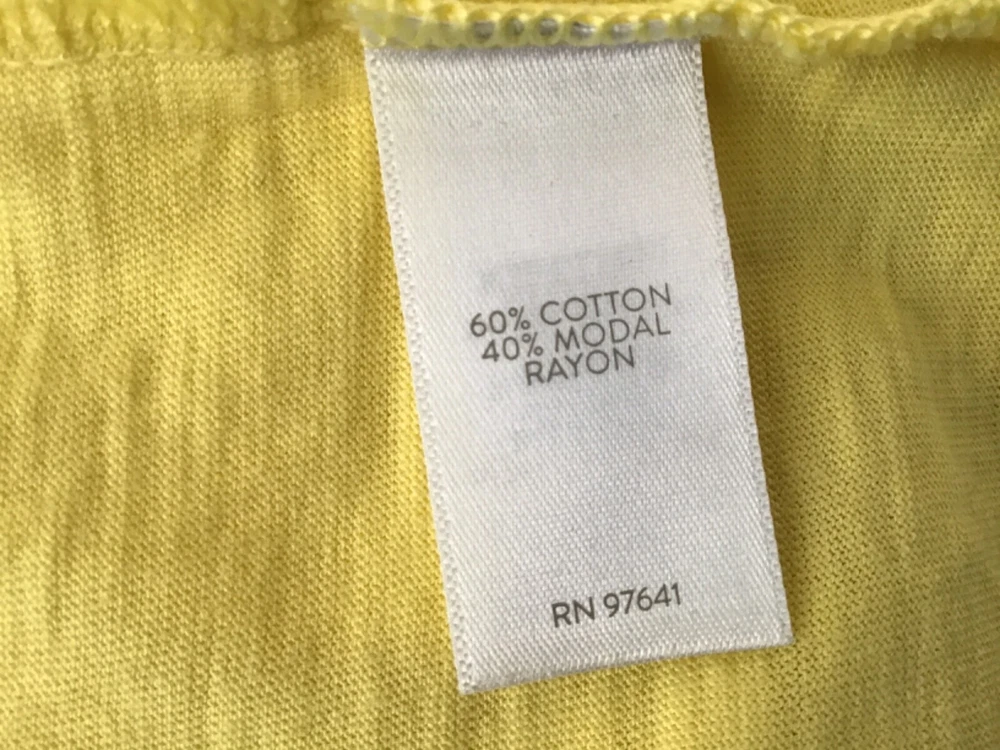 60% COTTON
40% MODAL
RAYON
RN 97641